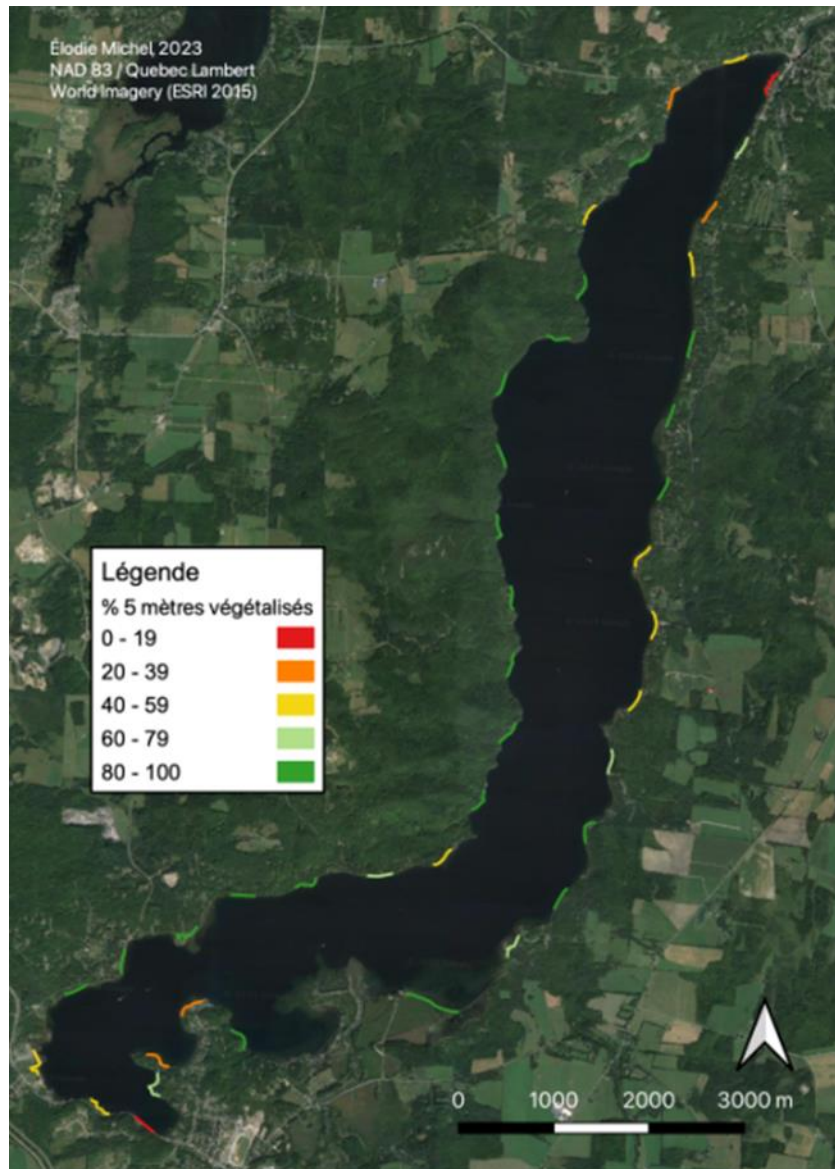 Élodie Michel, 2023
NAD 83 / Quebec Lambert
World Imagery (ESRI 2015)
Légende
% 5 mètres végétalisés
0 - 19
20 - 39
40 - 59
60 - 79
80 - 100
0 1000 2000 3000 m